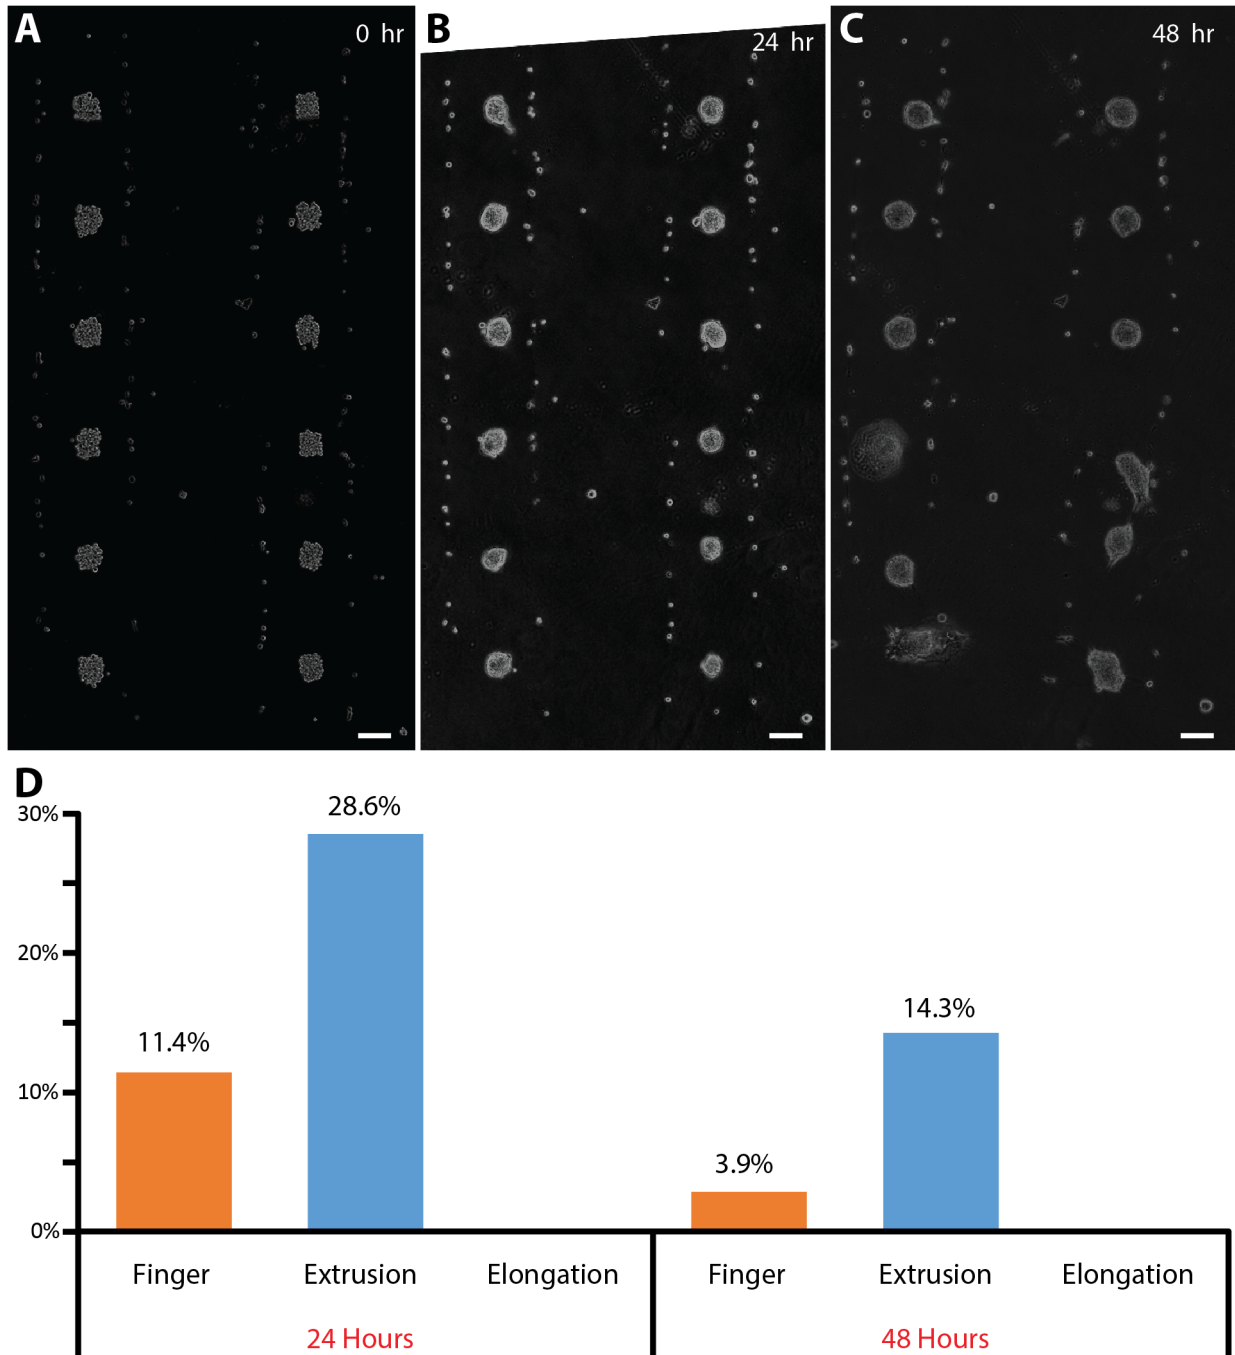 A
0 hr
B
24 hr
C
48 hr
D
30%
20%
10%
0%
11.4%
28.6%
3.9%
14.3%
Finger
Extrusion
Elongation
Finger
Extrusion
Elongation
24 Hours
48 Hours